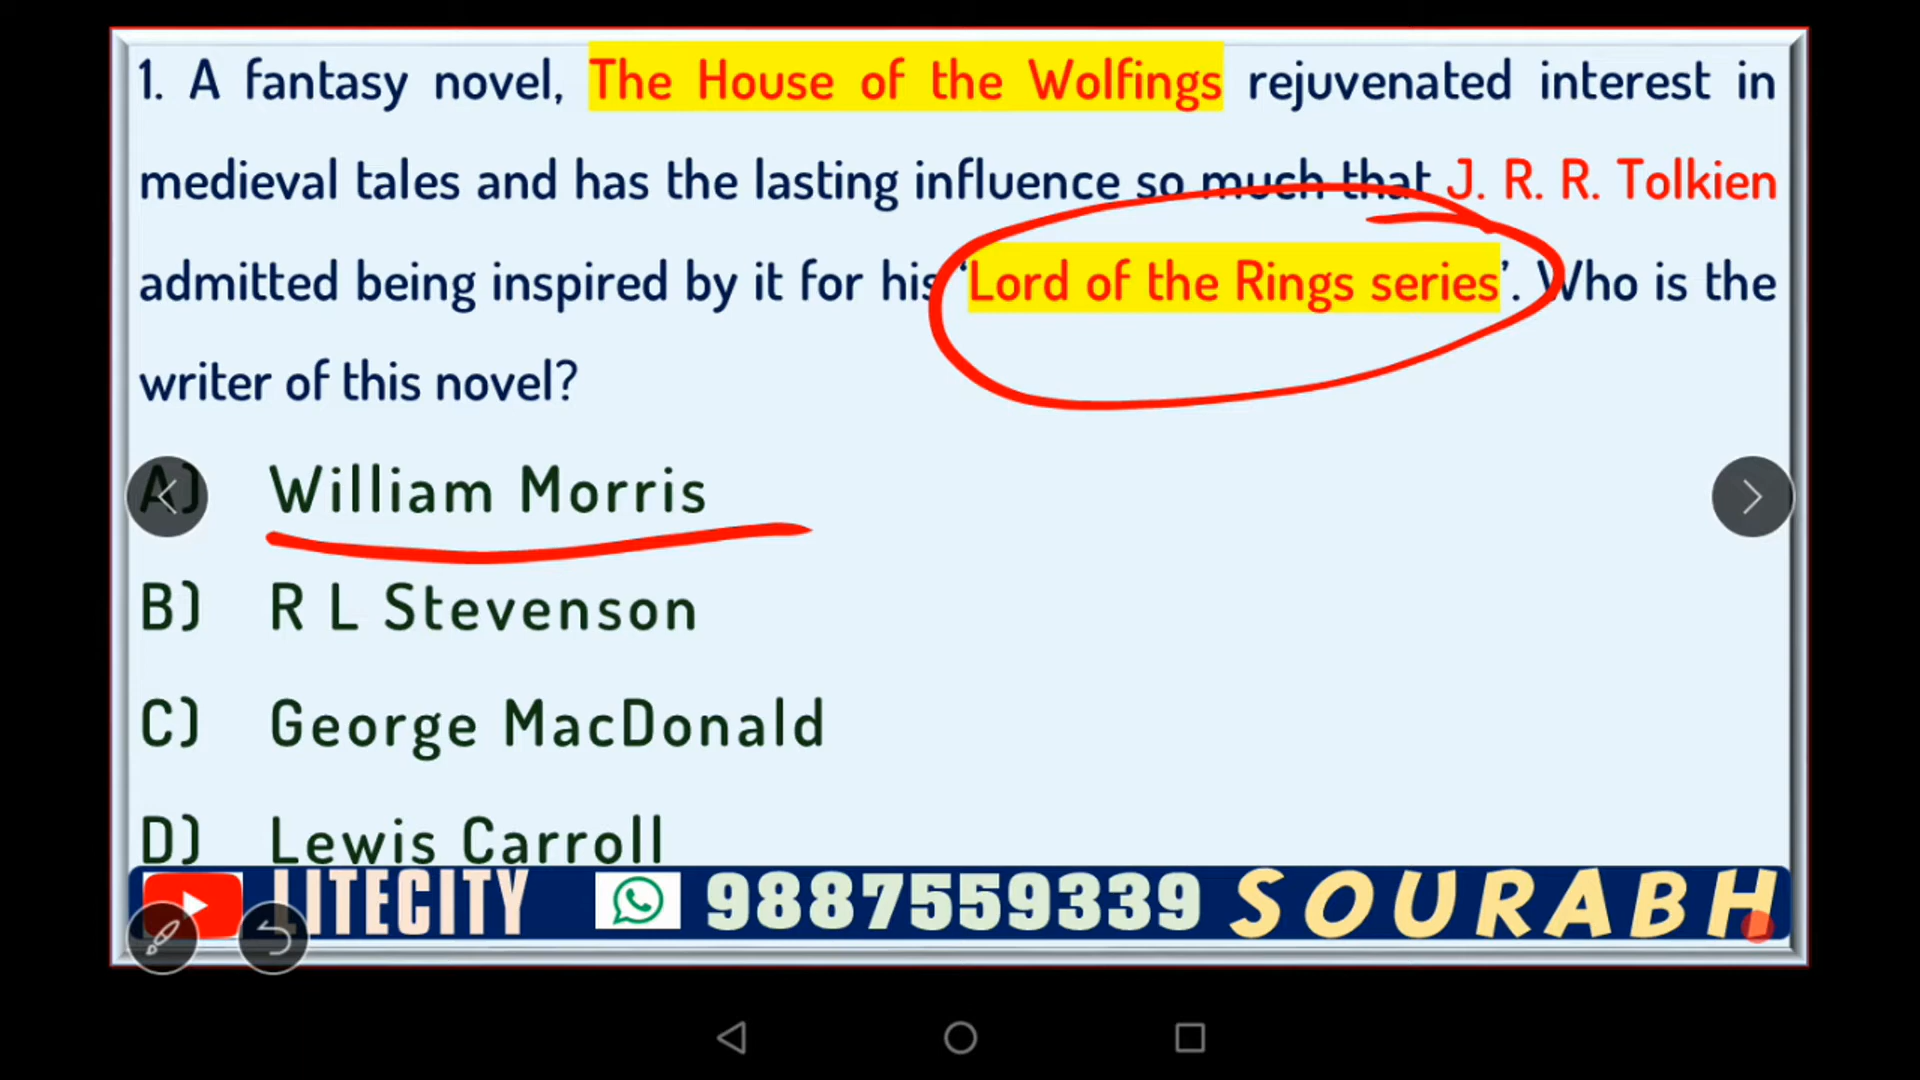 1. A fantasy novel, The House of the Wolfings rejuvenated interest in
medieval tales and has the lasting influence so much that J. R. R. Tolkien
admitted being inspired by it for his ‘Lord of the Rings series’. Who is the
writer of this novel?
A) William Morris
B) R L Stevenson
C) George MacDonald
D) Lewis Carroll
LITECITY 9887559339 SOURABH